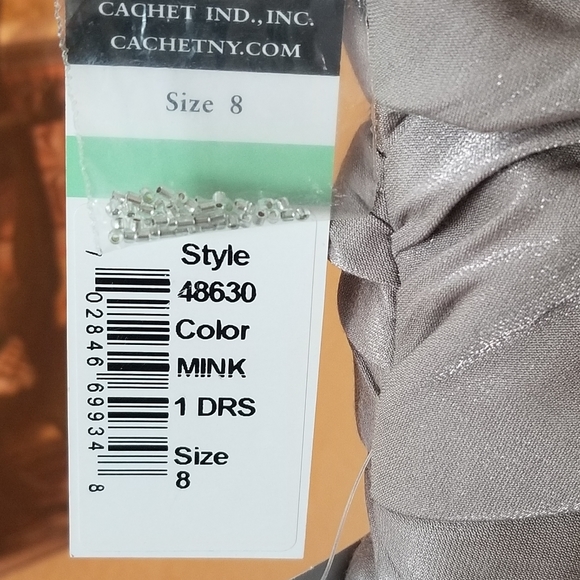 CACHET IND., INC.
CACHETNY.COM
Size 8
Style
48630
Color
MINK
1 DRS
Size
8
7 02846 69934 8